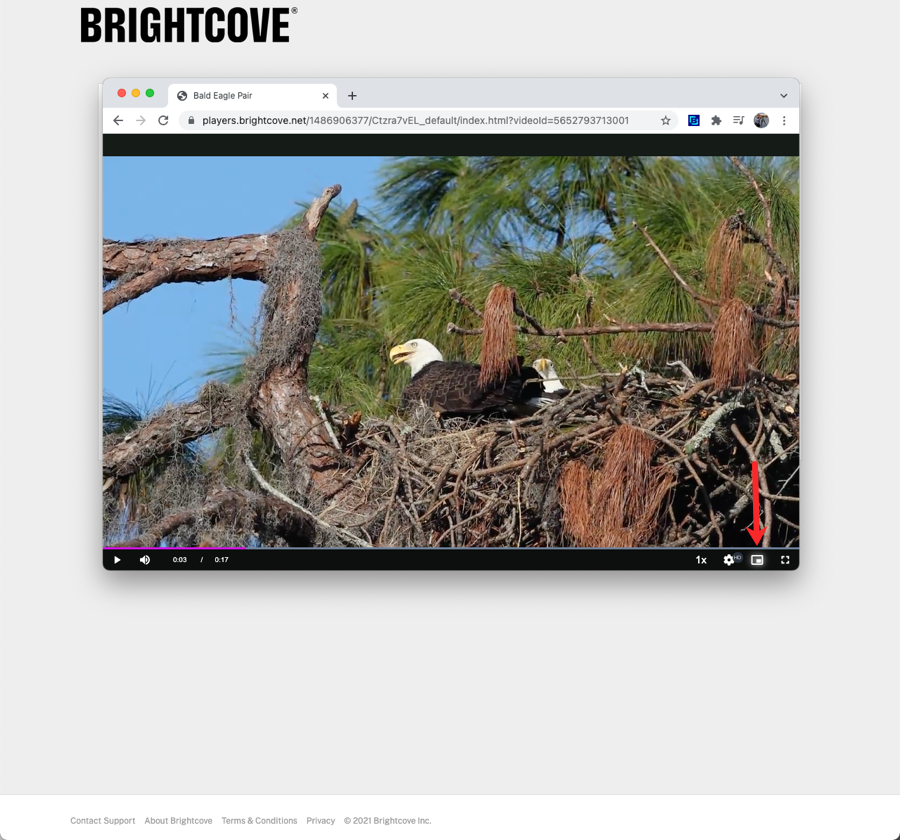 BRIGHTCOVE®
Bald Eagle Pair
players.brightcove.net/1486906377/Ctzra7vEL_default/index.html?videoId=5652793713001
0:03 / 0:17 1x HD
Contact Support About Brightcove Terms & Conditions Privacy © 2021 Brightcove Inc.